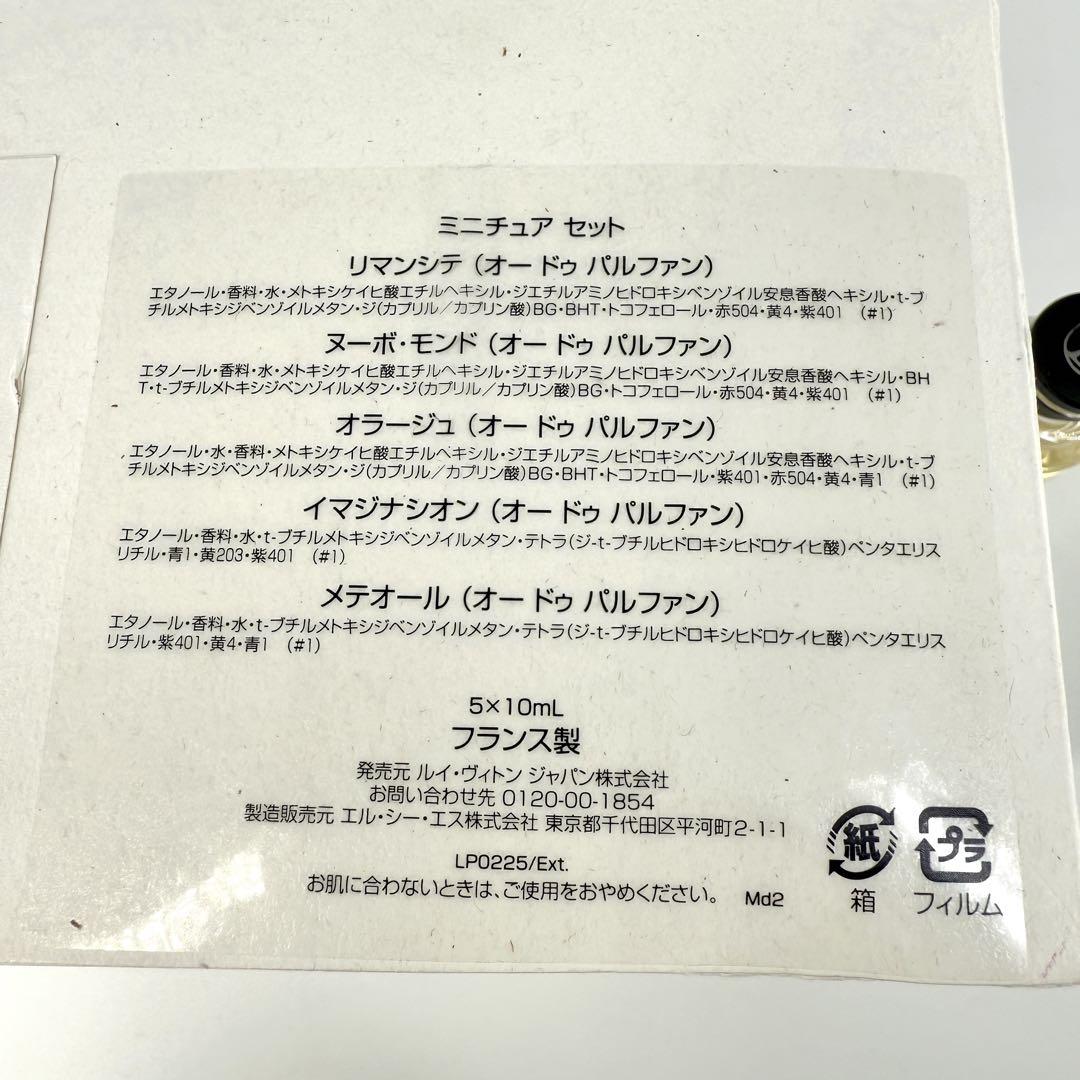 ミニチュア セット
リマンシテ (オー ドゥ パルファン)
エタノール・香料・水・メトキシケイヒ酸エチルヘキシル・ジエチルアミノヒドロキシベンゾイル安息香酸ヘキシル・t-ブ
チルメトキシジベンゾイルメタン・ジ(カプリル/カプリン酸)BG・BHT・トコフェロール・赤504・黄4・紫401 (#1)
ヌーボ・モンド (オー ドゥ パルファン)
エタノール・香料・水・メトキシケイヒ酸エチルヘキシル・ジエチルアミノヒドロキシベンゾイル安息香酸ヘキシル・BH
T・t-ブチルメトキシジベンゾイルメタン・ジ(カプリル/カプリン酸)BG・トコフェロール・赤504・黄4・紫401 (#1)
オラージュ (オー ドゥ パルファン)
エタノール・水・香料・メトキシケイヒ酸エチルヘキシル・ジエチルアミノヒドロキシベンゾイル安息香酸ヘキシル・t-ブ
チルメトキシジベンゾイルメタン・ジ(カプリル/カプリン酸)BG・BHT・トコフェロール・紫401・赤504・黄4・青1 (#1)
イマジナシオン (オー ドゥ パルファン)
エタノール・香料・水・t-ブチルメトキシジベンゾイルメタン・テトラ(ジ-t-ブチルヒドロキシヒドロケイヒ酸)ペンタエリス
リチル・青1・黄203・紫401 (#1)
メテオール (オー ドゥ パルファン)
エタノール・香料・水・t-ブチルメトキシジベンゾイルメタン・テトラ(ジ-t-ブチルヒドロキシヒドロケイヒ酸)ペンタエリス
リチル・紫401・黄4・青1 (#1)
5×10mL
フランス製
発売元 ルイ・ヴィトン ジャパン株式会社
お問い合わせ先 0120-00-1854
製造販売元 エル・シー・エス株式会社 東京都千代田区平河町2-1-1
LP0225/Ext.
お肌に合わないときは、ご使用をおやめください。 Md2
紙 プラ
箱 フィルム